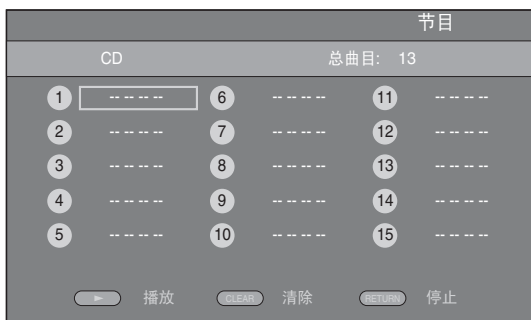 节目
CD 总曲目: 13
1 -- -- -- -- 6 -- -- -- -- 11 -- -- -- --
2 -- -- -- -- 7 -- -- -- -- 12 -- -- -- --
3 -- -- -- -- 8 -- -- -- -- 13 -- -- -- --
4 -- -- -- -- 9 -- -- -- -- 14 -- -- -- --
5 -- -- -- -- 10 -- -- -- -- 15 -- -- -- --
播放 CLEAR 清除 RETURN 停止